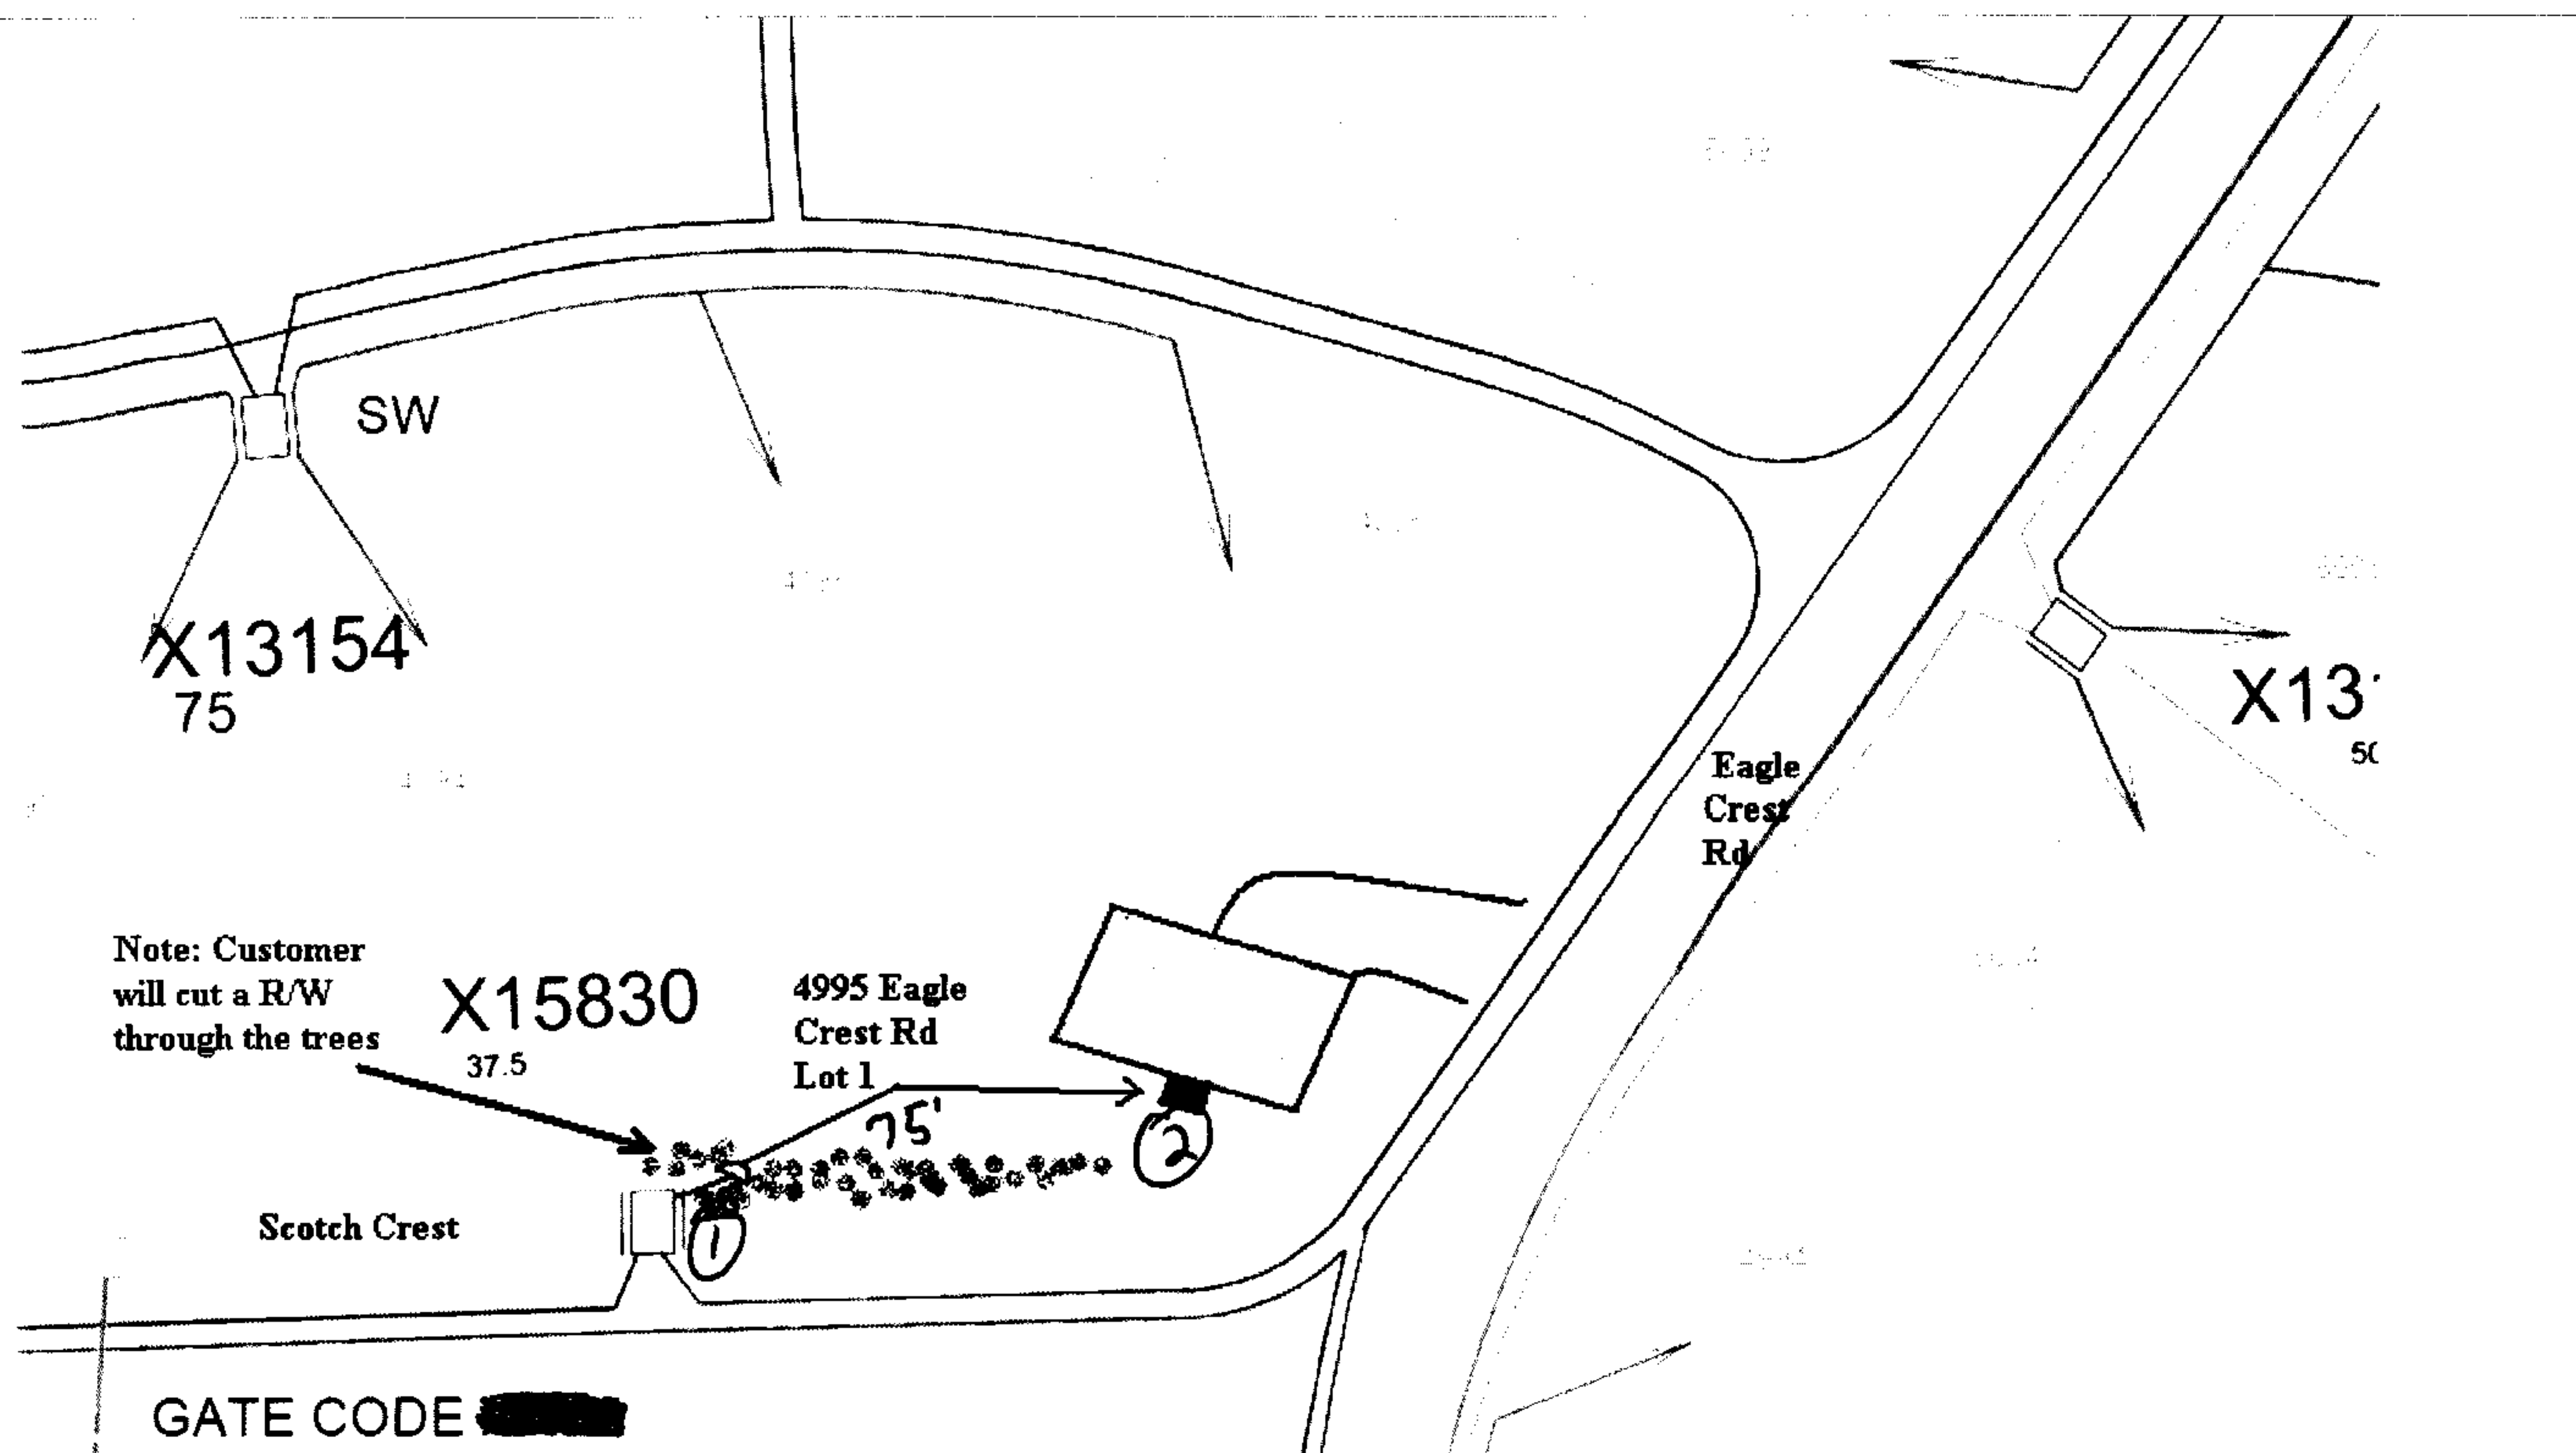 SW
X13154
75
X13
Eagle
Crest
Rd
Note: Customer
will cut a R/W
through the trees
X15830
37.5
4995 Eagle
Crest Rd
Lot 1
75'
2
Scotch Crest
1
GATE CODE